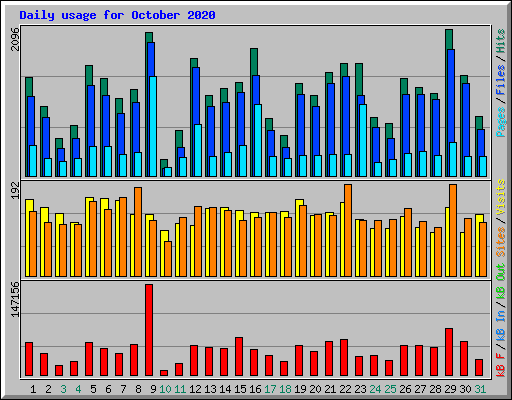 Daily usage for October 2020
2096
Pages / Files / Hits
192
kB F / kB In / kB Out Sites / Visits
147156
1 2 3 4 5 6 7 8 9 10 11 12 13 14 15 16 17 18 19 20 21 22 23 24 25 26 27 28 29 30 31